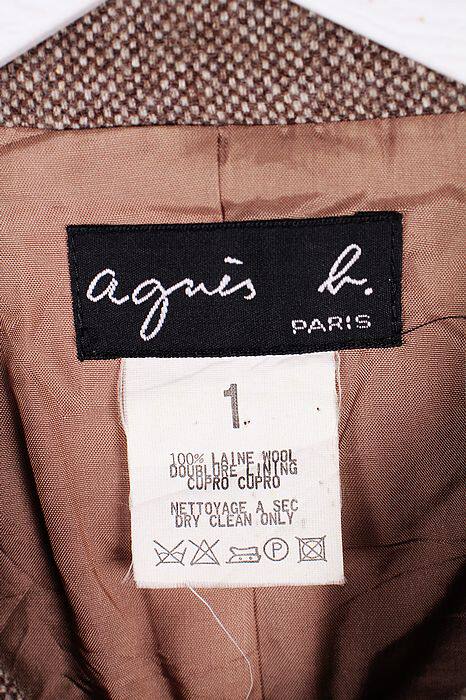 agnès b.
PARIS
1
100% LAINE WOOL
DOUBLURE LINING
CUPRO CUPRO
NETTOYAGE A SEC
DRY CLEAN ONLY
P